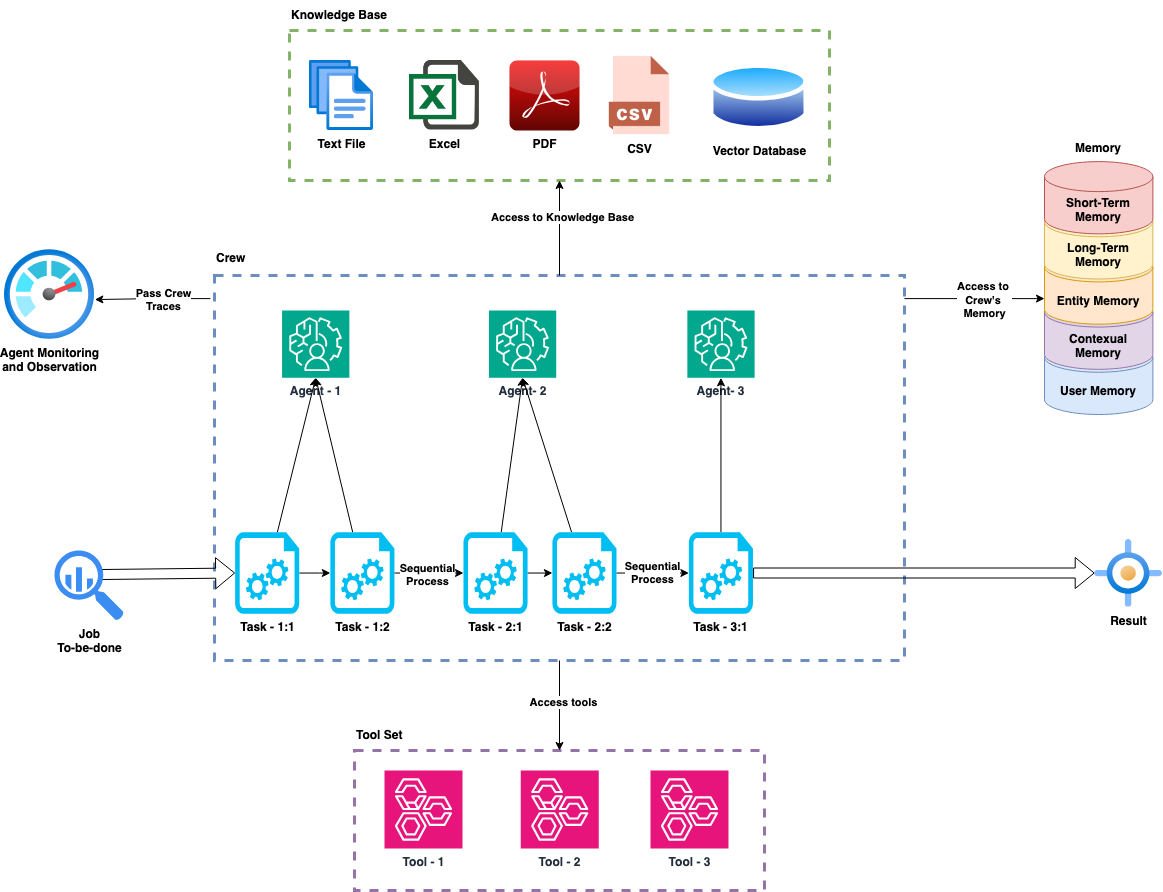 Knowledge Base
Text File
Excel
PDF
CSV
CSV
Vector Database
Access to Knowledge Base
Memory
Short-Term
Memory
Long-Term
Memory
Entity Memory
Contexual
Memory
User Memory
Crew
Pass Crew
Traces
Access to
Crew's
Memory
Agent Monitoring
and Observation
Agent - 1
Agent- 2
Agent- 3
Sequential
Process
Sequential
Process
Task - 1:1
Task - 1:2
Task - 2:1
Task - 2:2
Task - 3:1
Job
To-be-done
Result
Access tools
Tool Set
Tool - 1
Tool - 2
Tool - 3